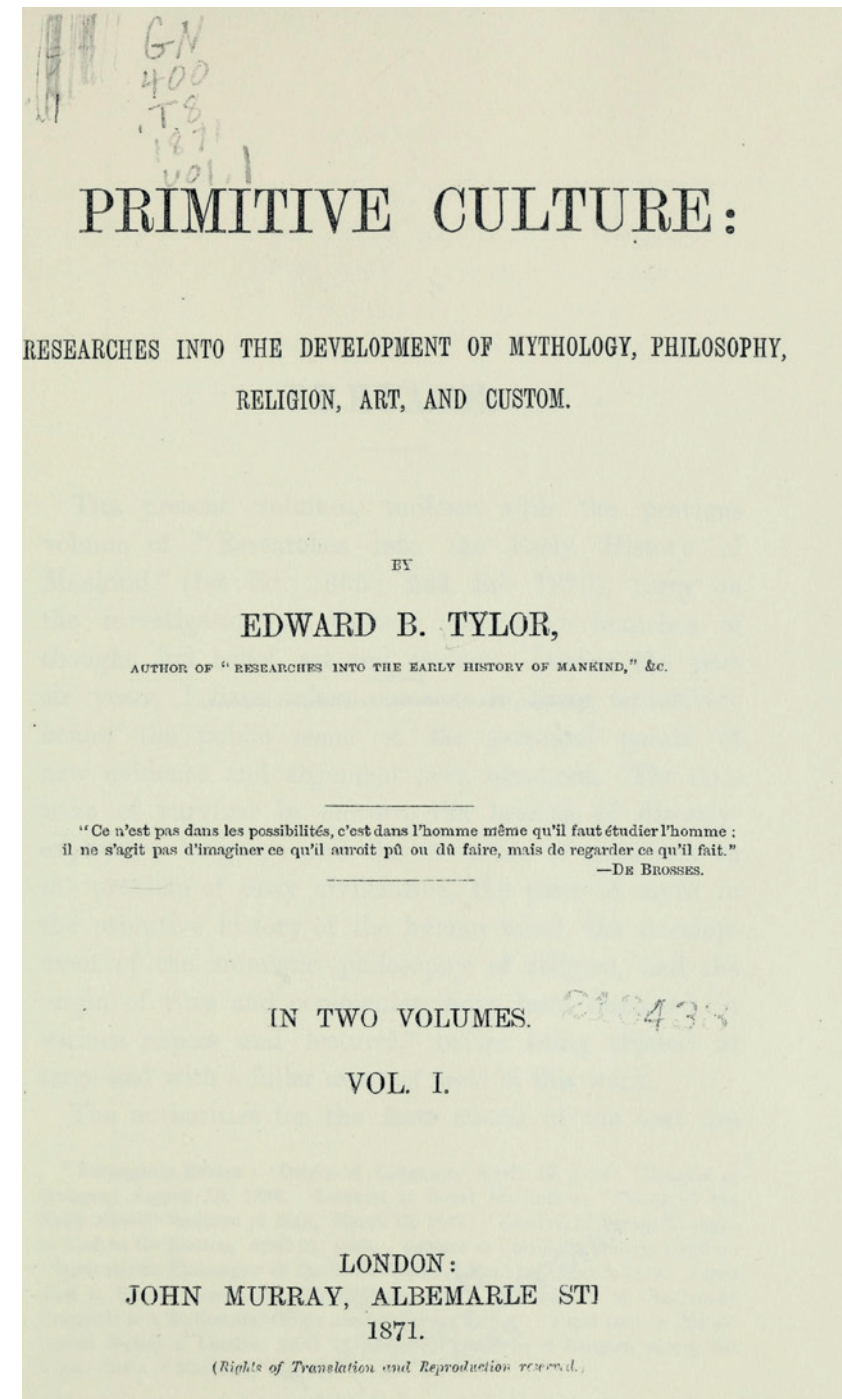 GN
400
.T8
187
vol.1
PRIMITIVE CULTURE:
RESEARCHES INTO THE DEVELOPMENT OF MYTHOLOGY, PHILOSOPHY,
RELIGION, ART, AND CUSTOM.
BY
EDWARD B. TYLOR,
AUTHOR OF “RESEARCHES INTO THE EARLY HISTORY OF MANKIND,” &C.
“Ce n'est pas dans les possibilités, c'est dans l'homme même qu'il faut étudier l'homme :
il ne s'agit pas d'imaginer ce qu'il auroit pû ou dû faire, mais de regarder ce qu'il fait.”
—DE BROSSES.
IN TWO VOLUMES.
VOL. I.
LONDON:
JOHN MURRAY, ALBEMARLE ST
1871.
(Rights of Translation and Reproduction reserved.